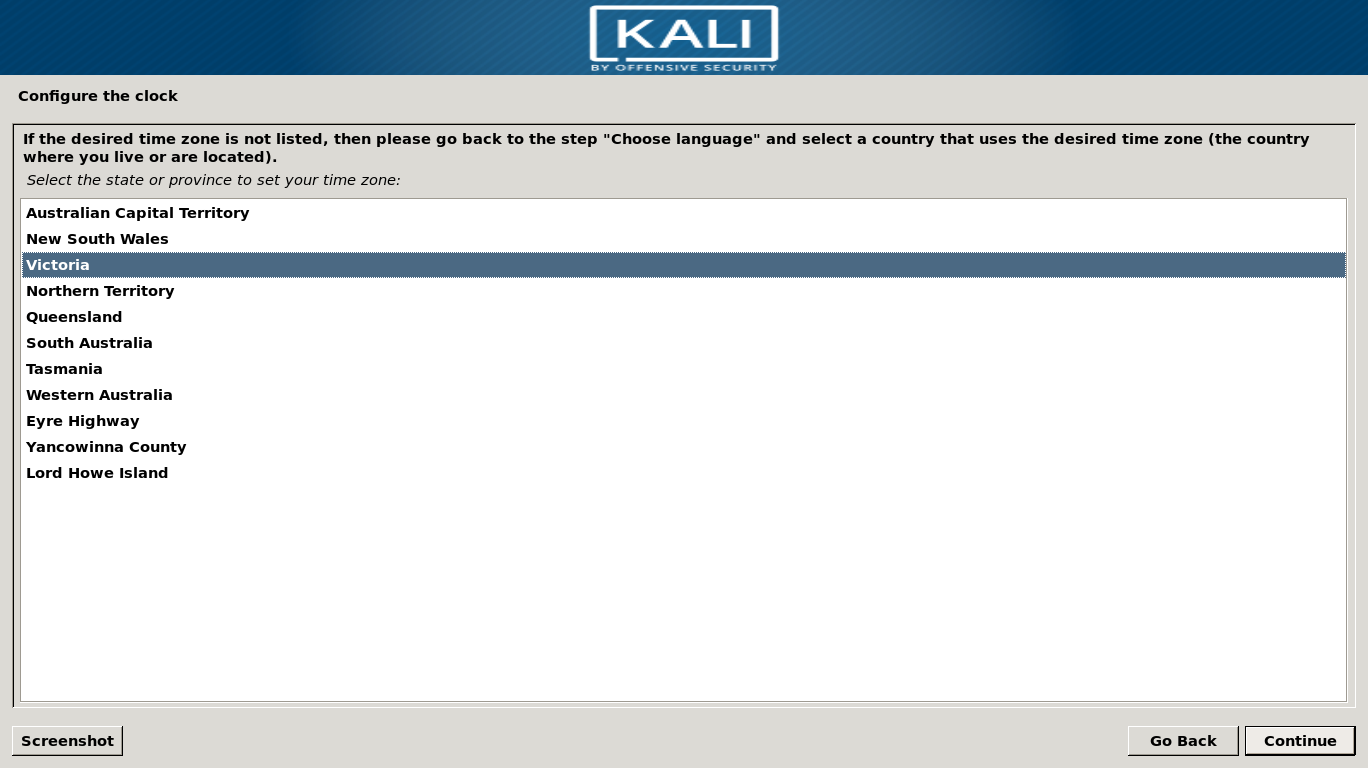 KALI
BY OFFENSIVE SECURITY
Configure the clock
If the desired time zone is not listed, then please go back to the step "Choose language" and select a country that uses the desired time zone (the country
where you live or are located).
Select the state or province to set your time zone:
Australian Capital Territory
New South Wales
Victoria
Northern Territory
Queensland
South Australia
Tasmania
Western Australia
Eyre Highway
Yancowinna County
Lord Howe Island
Screenshot
Go Back
Continue